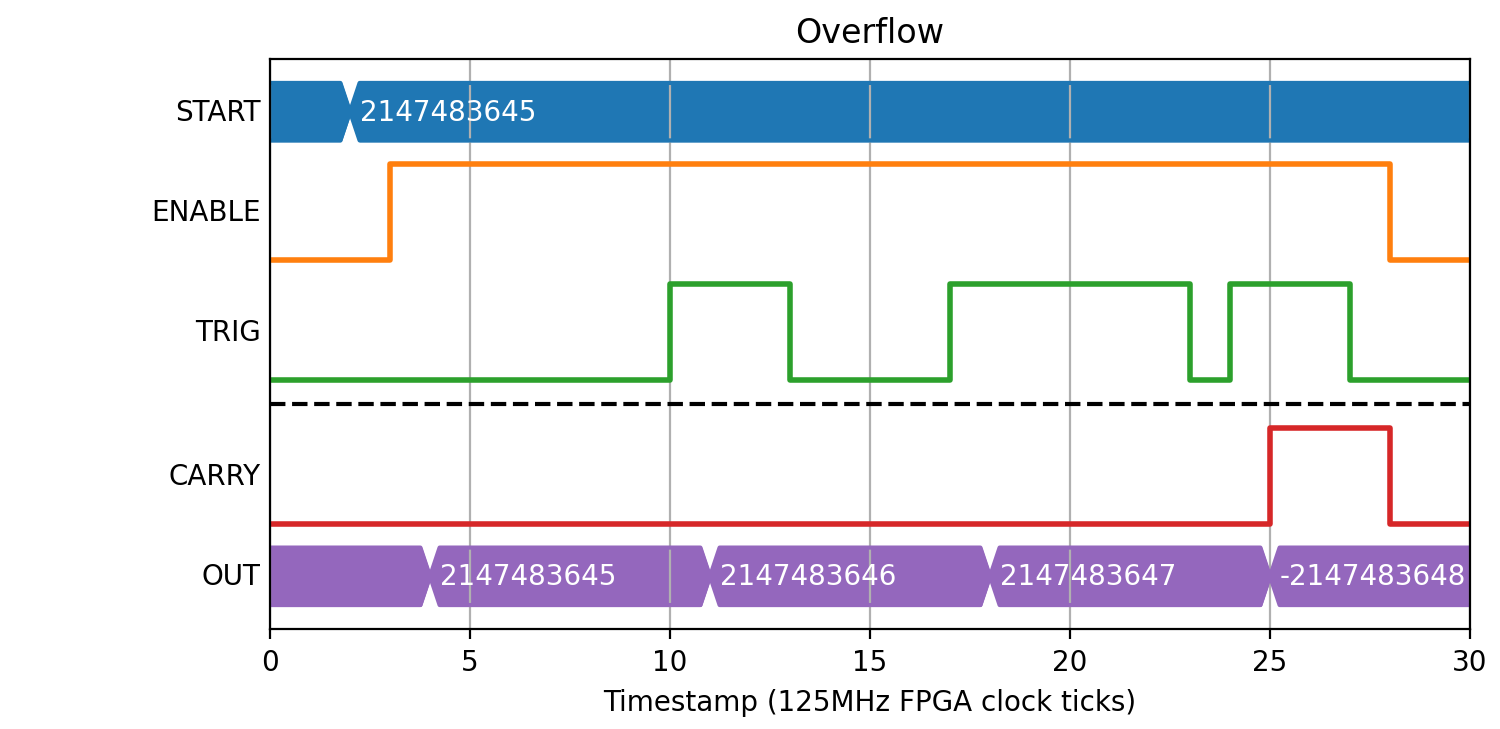 Overflow
START 2147483645
ENABLE
TRIG
CARRY
OUT 2147483645 2147483646 2147483647 -2147483648
0 5 10 15 20 25 30
Timestamp (125MHz FPGA clock ticks)